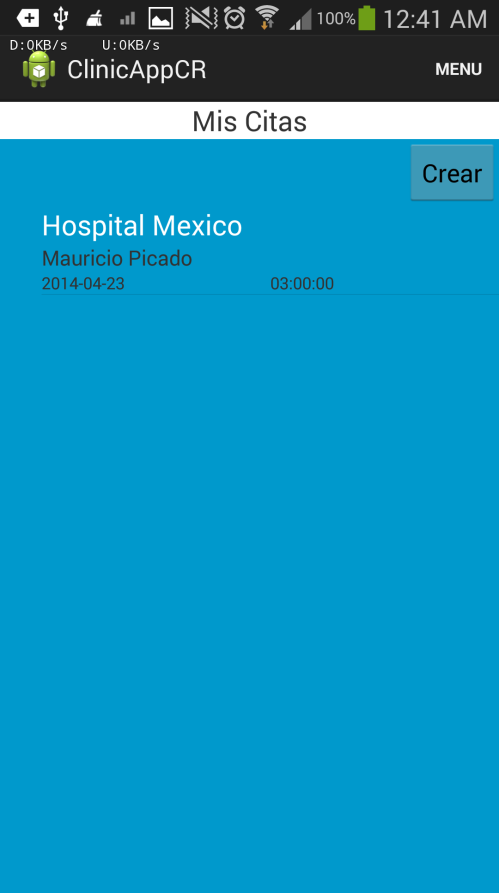 100% 12:41 AM
D:0KB/s U:0KB/s
ClinicAppCR MENU
Mis Citas
Crear
Hospital Mexico
Mauricio Picado
2014-04-23 03:00:00